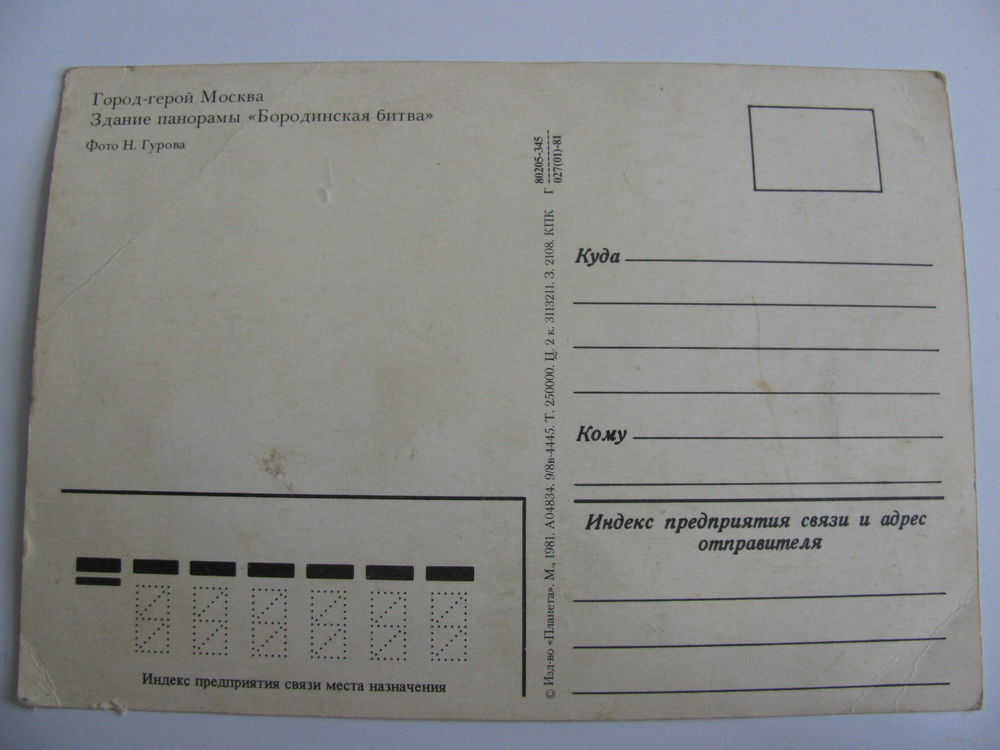 Город-герой Москва
Здание панорамы «Бородинская битва»
Фото Н. Гурова
Индекс предприятия связи места назначения
© Изд-во «Планета». М., 1981. А04834. 9/8в-4445. Т. 250000. Ц. 2 к. 3113211. З. 2108. КПК Г
80205-345
027(01)-81
Куда
Кому
Индекс предприятия связи и адрес
отправителя